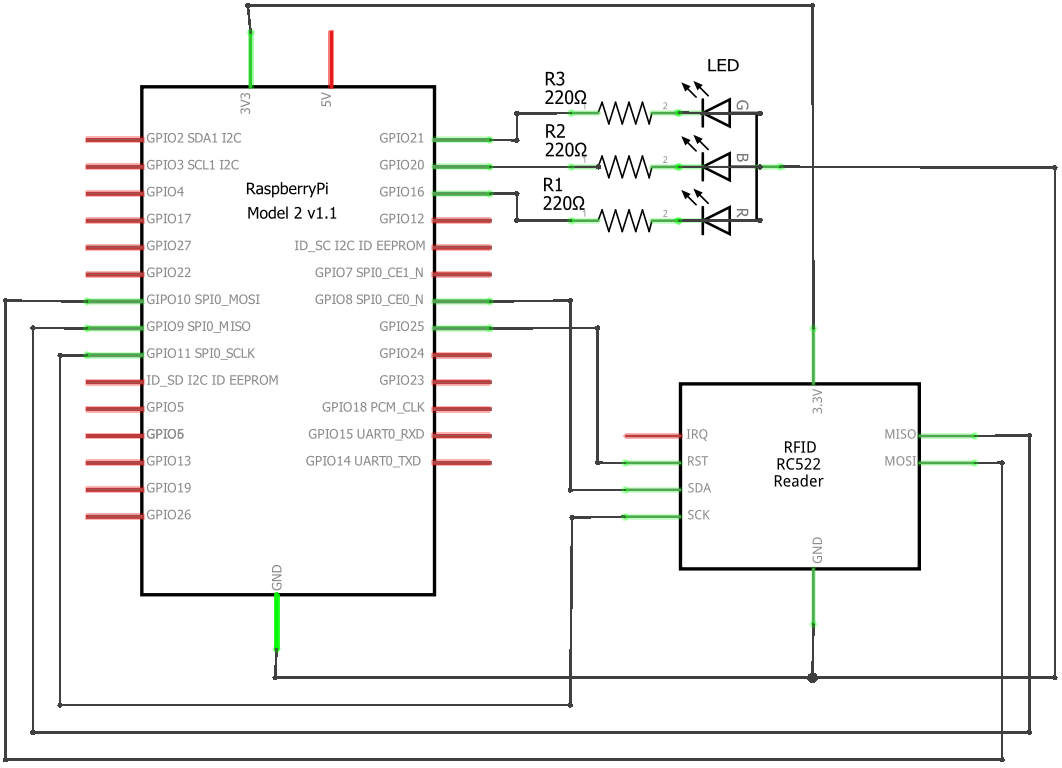 3V3
5V
GPIO2 SDA1 I2C
GPIO3 SCL1 I2C
GPIO4
GPIO17
GPIO27
GPIO22
GIPO10 SPI0_MOSI
GPIO9 SPI0_MISO
GPIO11 SPI0_SCLK
ID_SD I2C ID EEPROM
GPIO5
GPIO6
GPIO13
GPIO19
GPIO26
RaspberryPi
Model 2 v1.1
GPIO21
GPIO20
GPIO16
GPIO12
ID_SC I2C ID EEPROM
GPIO7 SPI0_CE1_N
GPIO8 SPI0_CE0_N
GPIO25
GPIO24
GPIO23
GPIO18 PCM_CLK
GPIO15 UART0_RXD
GPIO14 UART0_TXD
GND
LED
R3
220Ω
1 2
G
R2
220Ω
1 2
B
R1
220Ω
1 2
R
3.3V
IRQ
RST
SDA
SCK
RFID
RC522
Reader
MISO
MOSI
GND